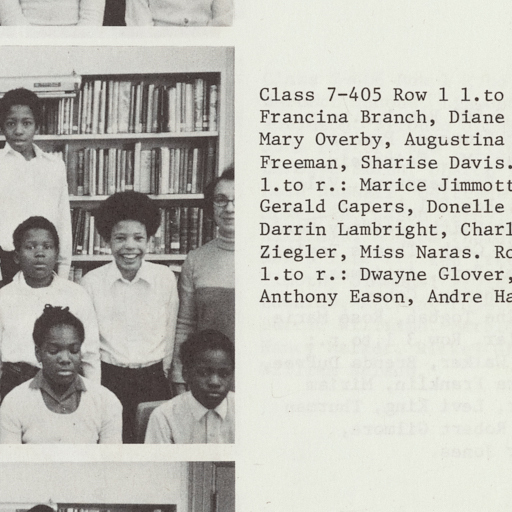 Class 7-405 Row 1 l.to
Francina Branch, Diane
Mary Overby, Augustina
Freeman, Sharise Davis.
l.to r.: Marice Jimmott
Gerald Capers, Donelle
Darrin Lambright, Charl
Ziegler, Miss Naras. Ro
l.to r.: Dwayne Glover,
Anthony Eason, Andre Ha